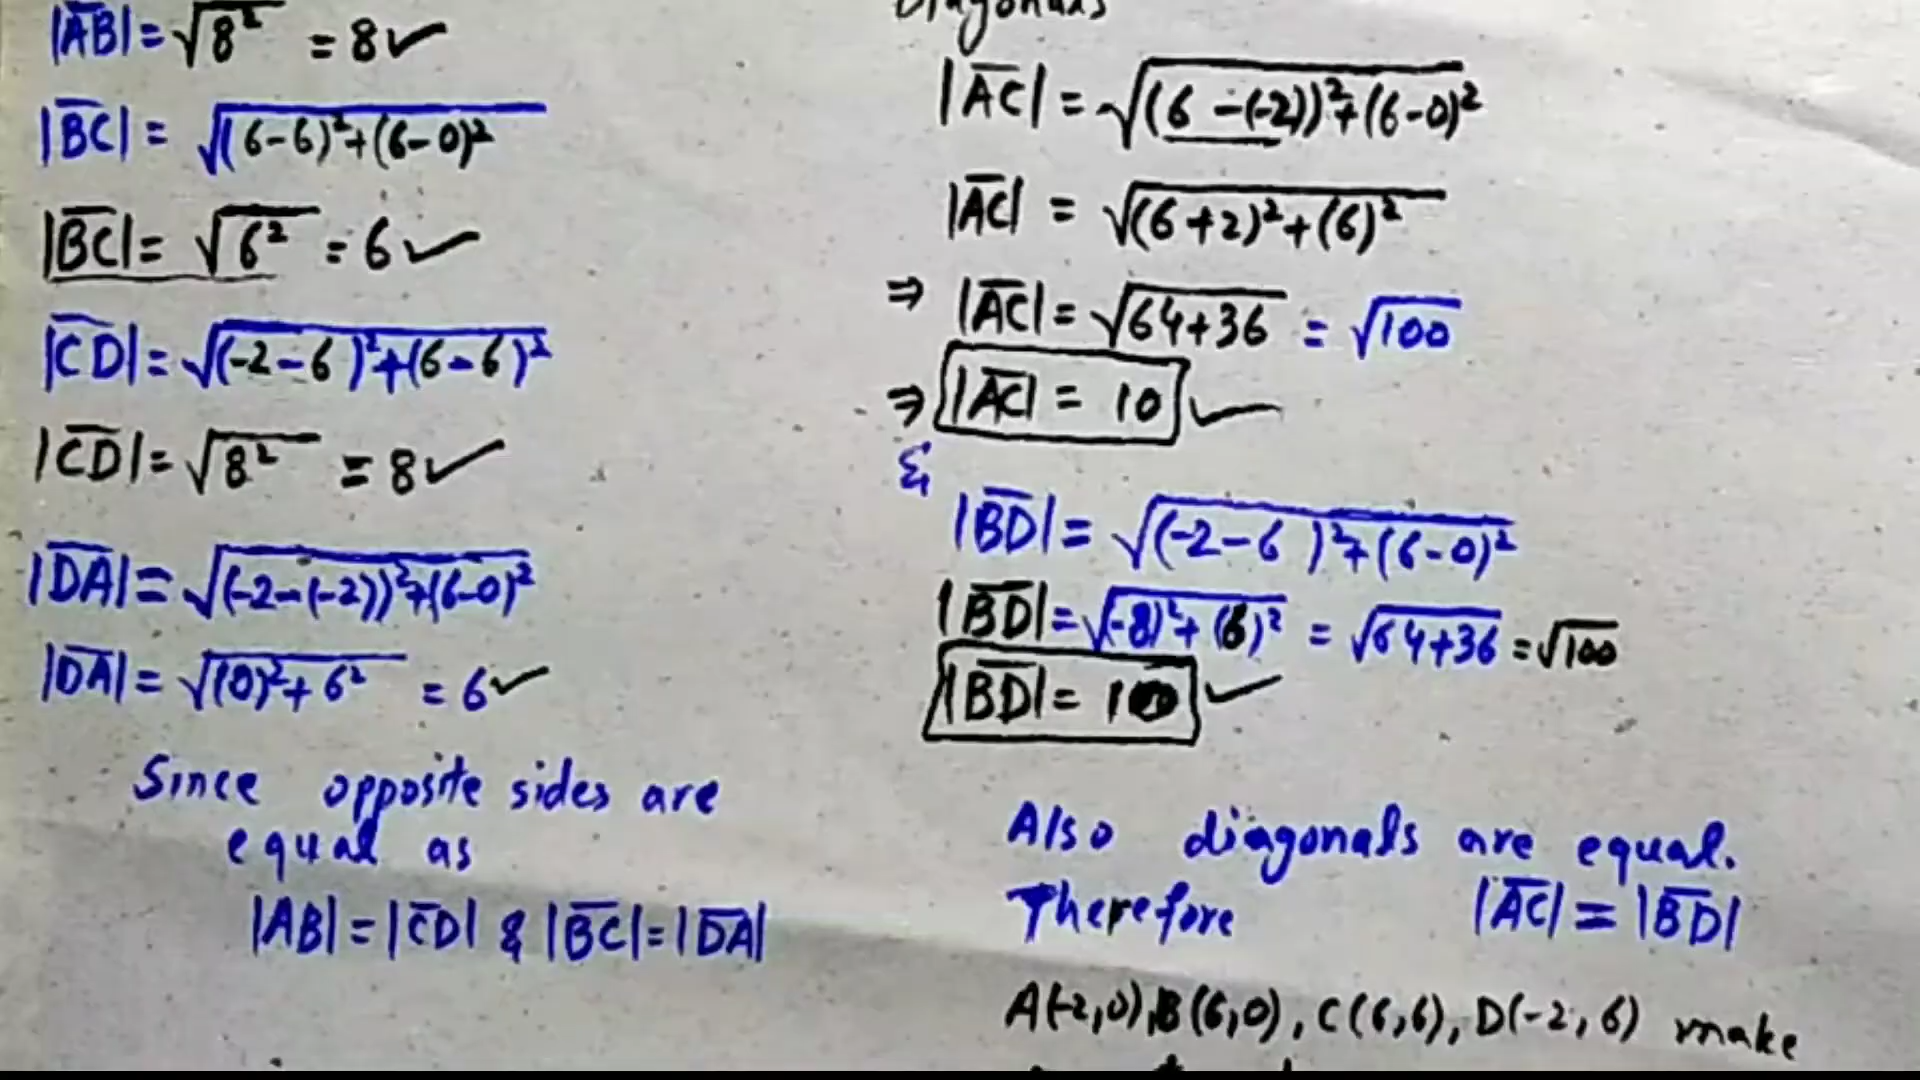 |AB| = √8² = 8 ✓
|BC| = √(6-6)²+(6-0)²
|BC| = √6² = 6 ✓
|CD| = √(-2-6)²+(6-6)²
|CD| = √8² = 8 ✓
|DA| = √(-2-(-2))²+(6-0)²
|DA| = √(0)²+6² = 6 ✓
Since opposite sides are
equal as
|AB| = |CD| & |BC| = |DA|
Diagonals
|AC| = √(6-(-2))²+(6-0)²
|AC| = √(6+2)²+(6)²
⇒ |AC| = √64+36 = √100
⇒ |AC| = 10 ✓
&
|BD| = √(-2-6)²+(6-0)²
|BD| = √(-8)²+(6)² = √64+36 = √100
|BD| = 10 ✓
Also diagonals are equal.
Therefore |AC| = |BD|
A(-2,0), B(6,0), C(6,6), D(-2,6) make